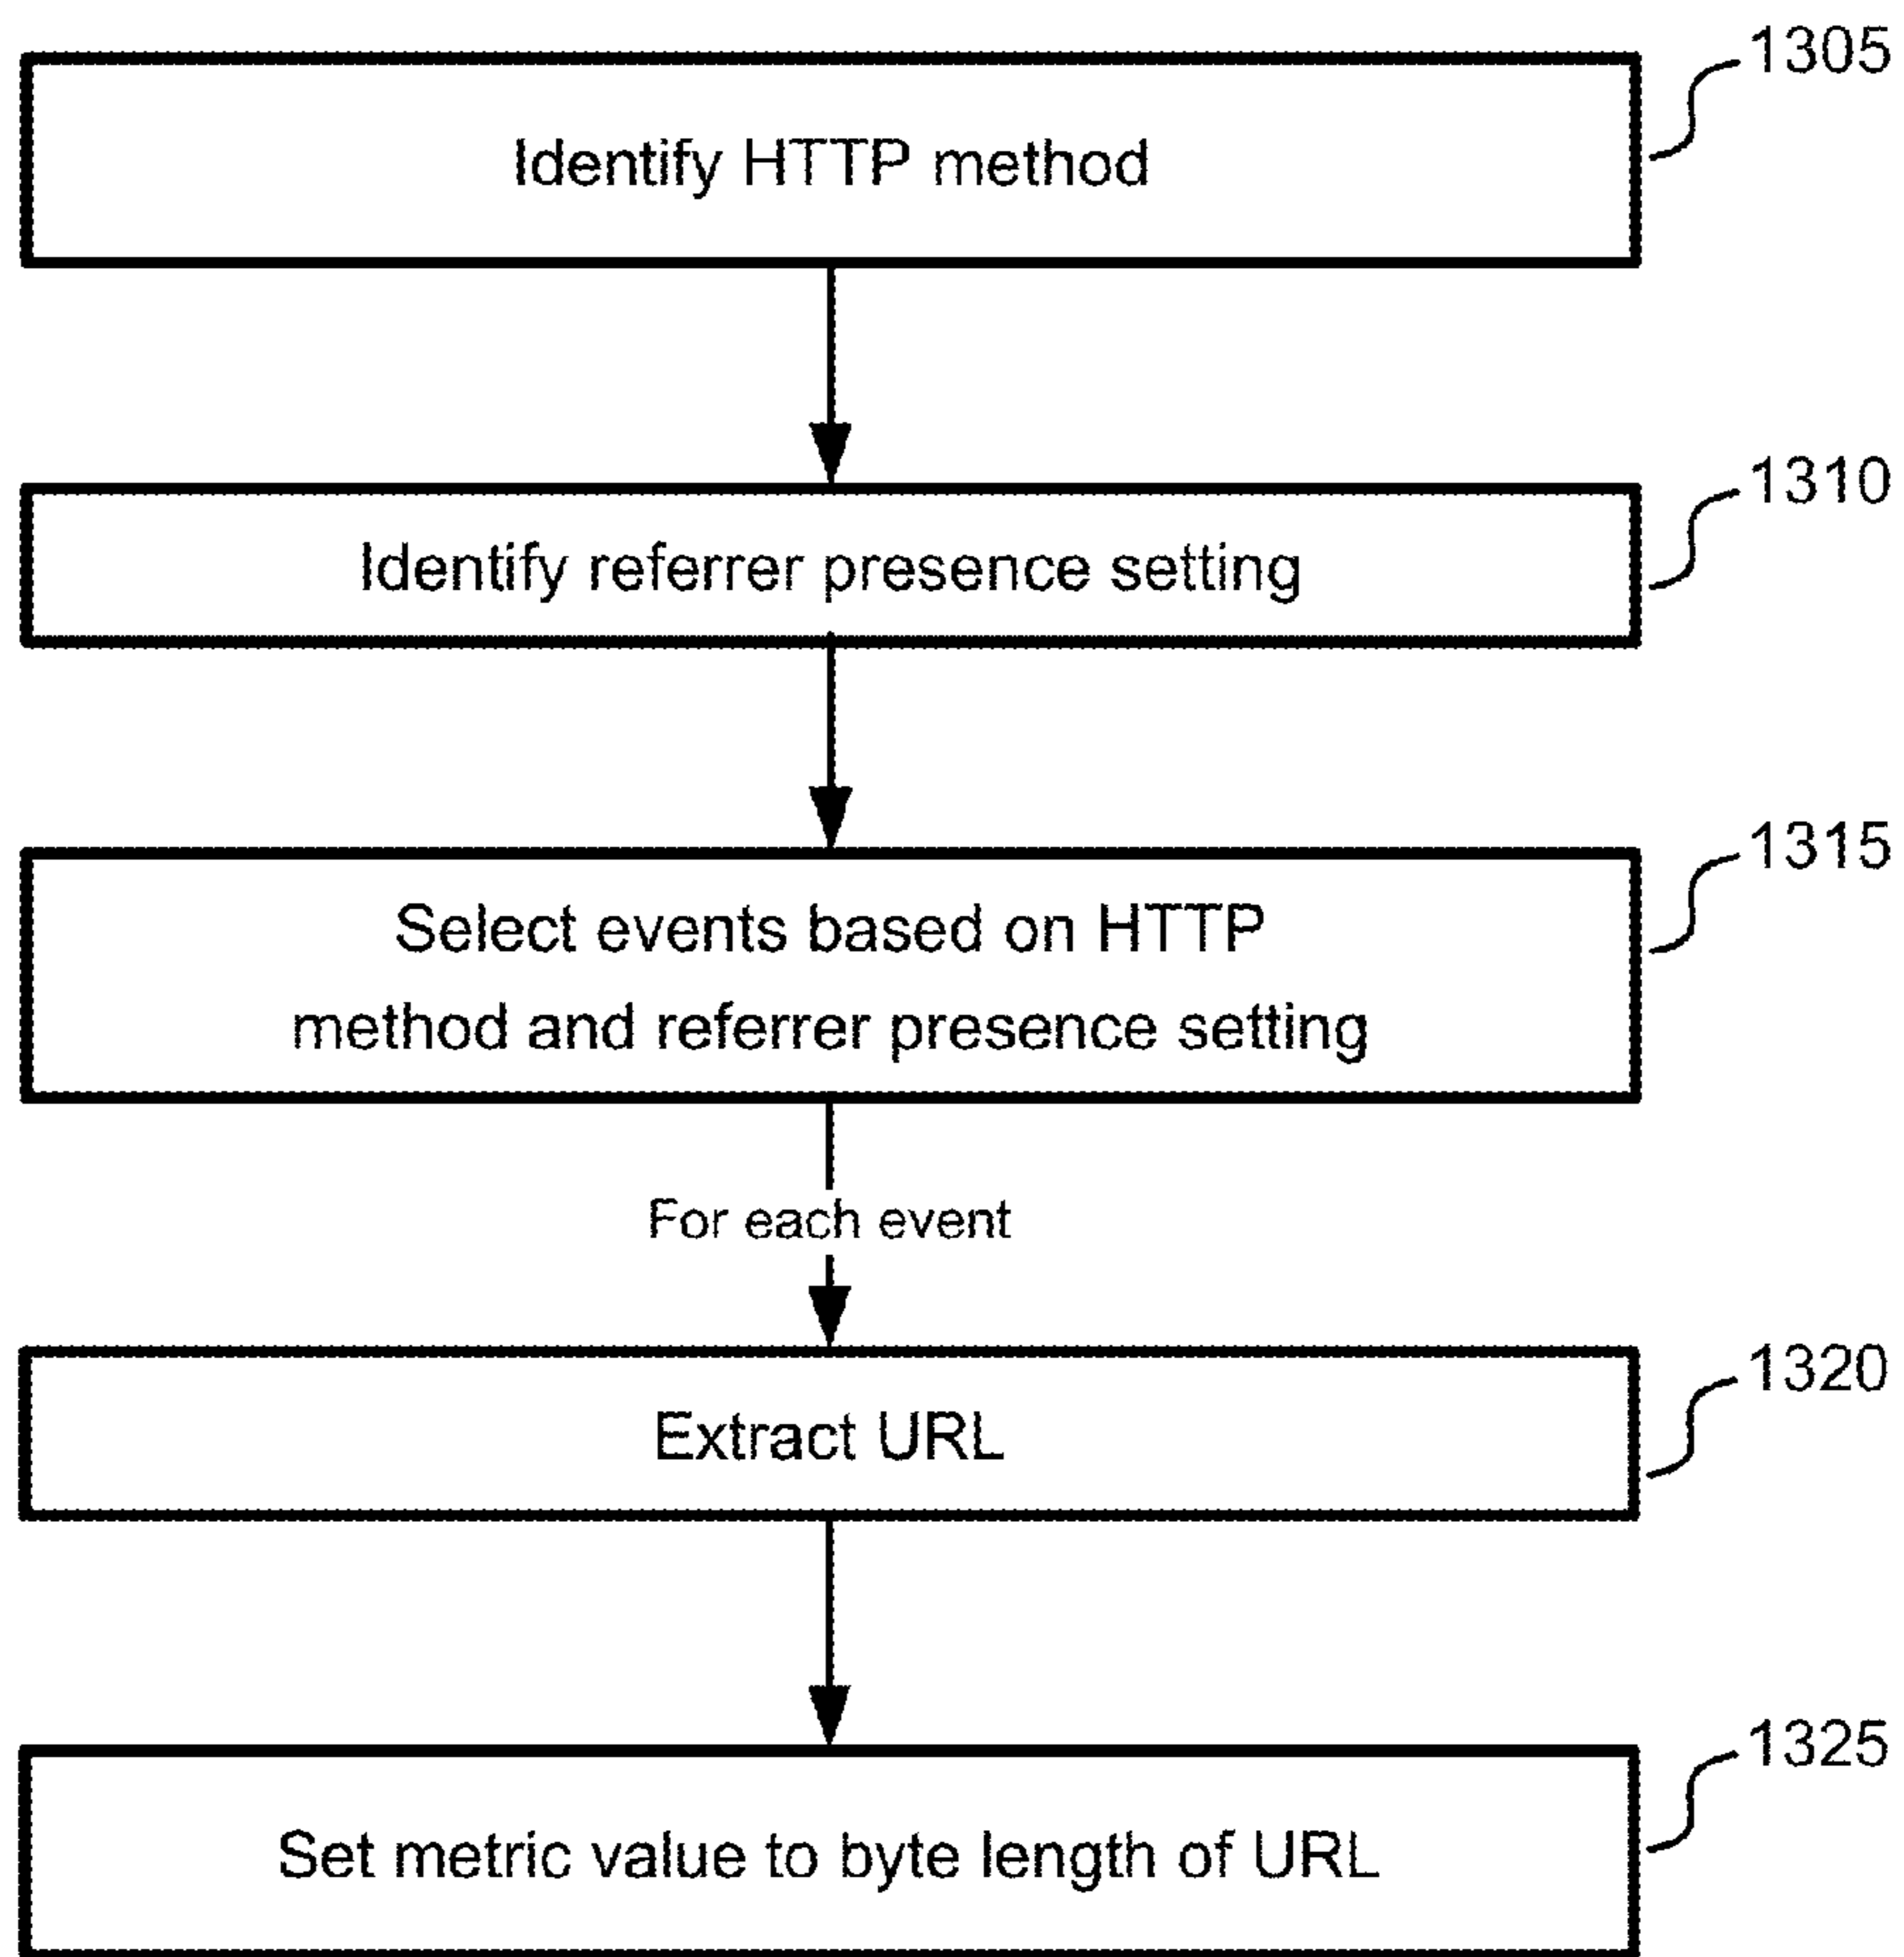 1305
Identify HTTP method
1310
Identify referrer presence setting
1315
Select events based on HTTP
method and referrer presence setting
For each event
1320
Extract URL
1325
Set metric value to byte length of URL